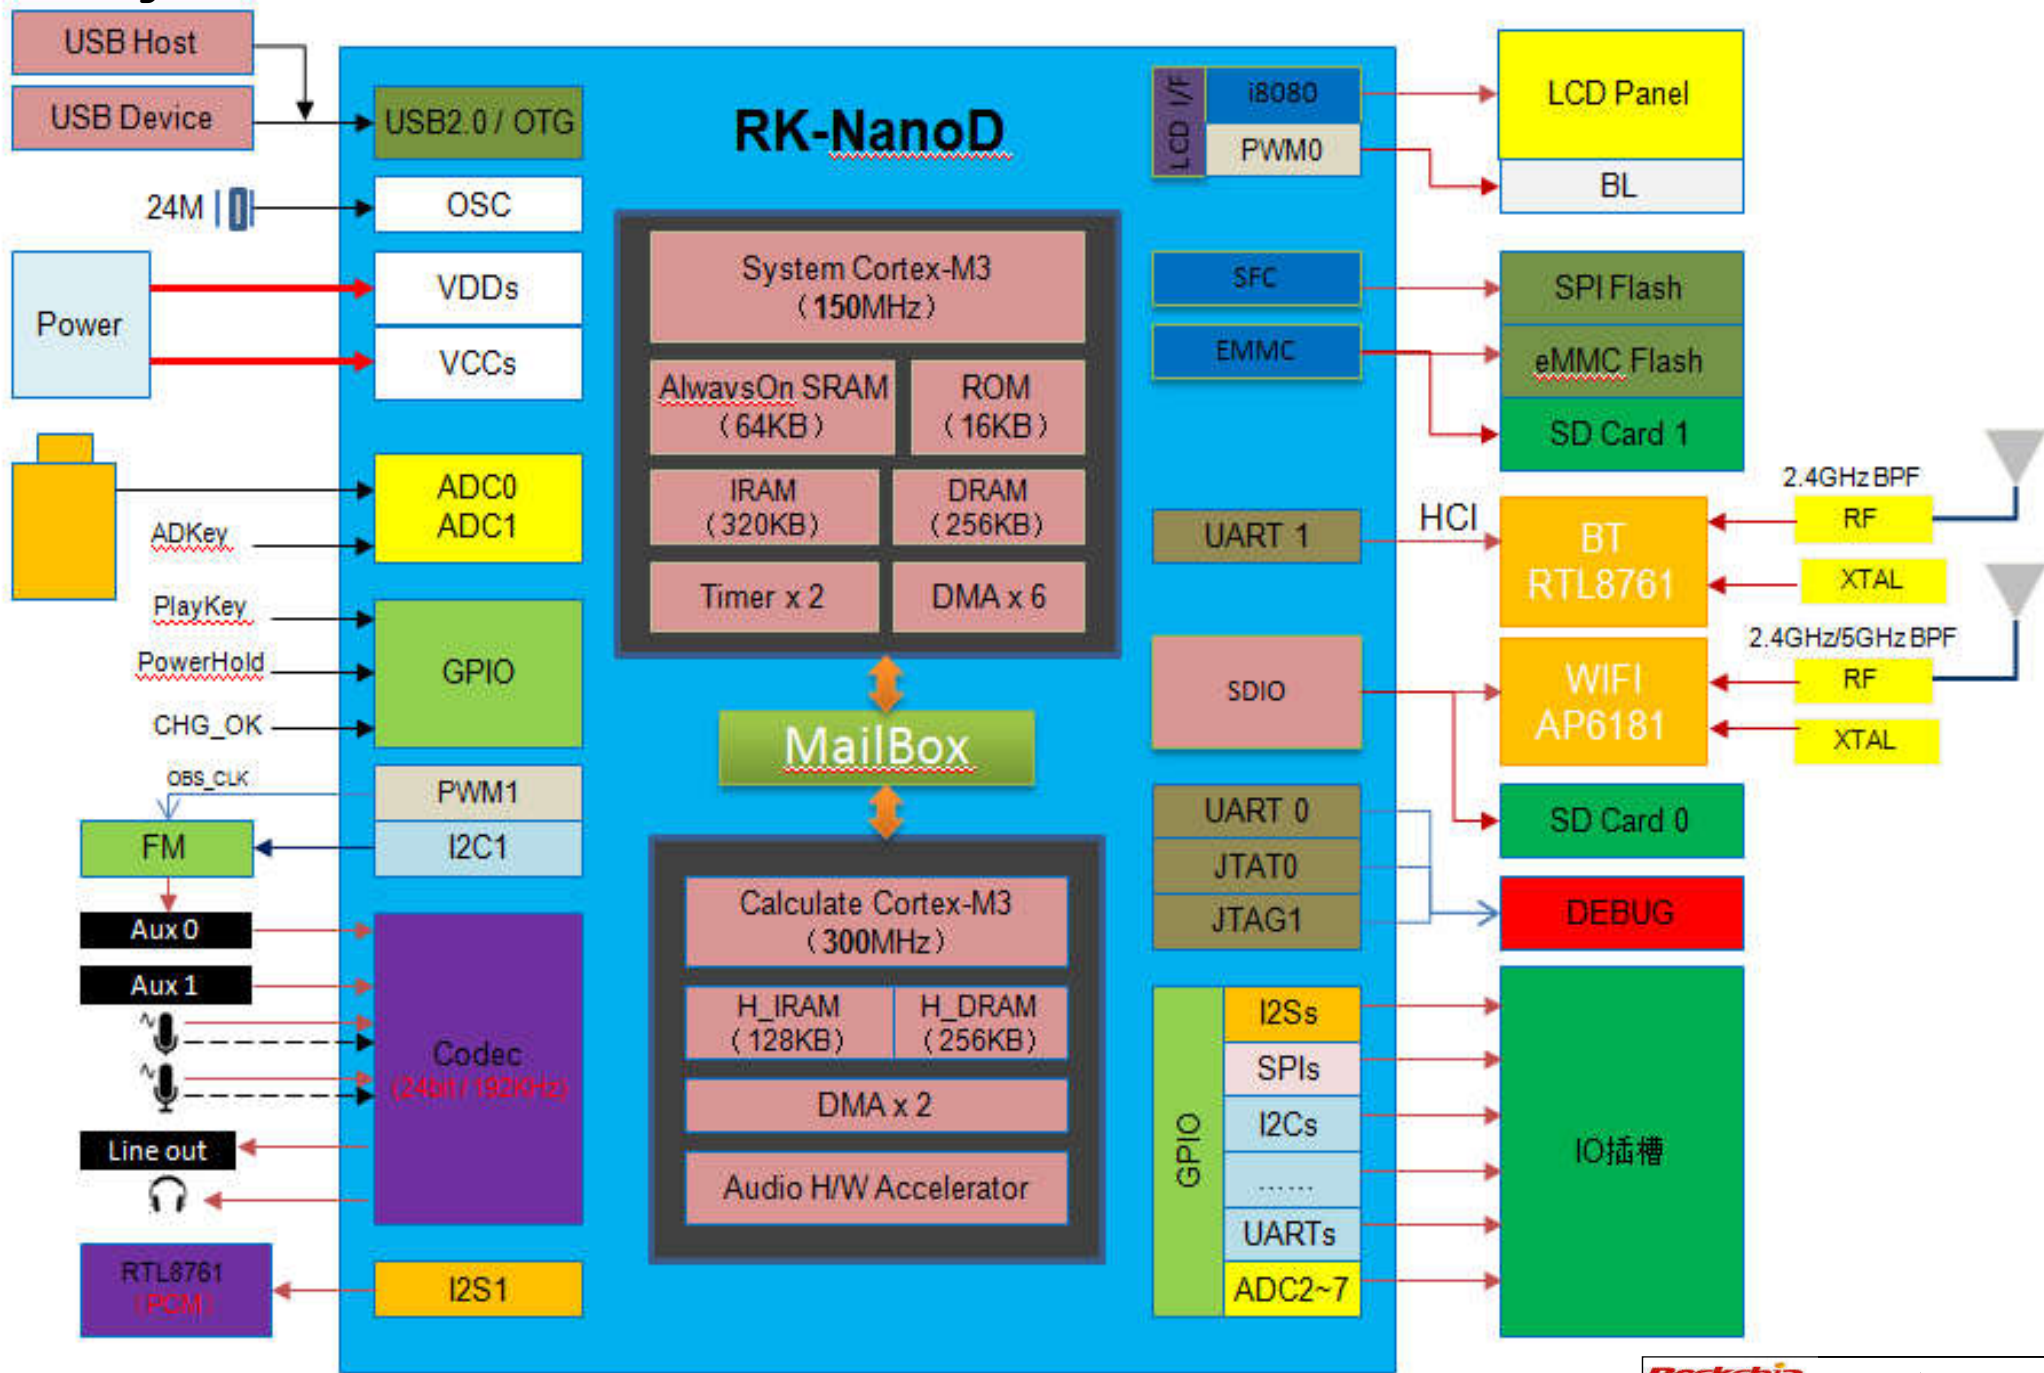 USB Host
USB Device
24M
Power
ADKey
PlayKey
PowerHold
CHG_OK
OBS_CLK
FM
Aux 0
Aux 1
Line out
RTL8761
(PCM)
USB2.0 / OTG
OSC
VDDs
VCCs
ADC0
ADC1
GPIO
PWM1
I2C1
Codec
(24bit / 192KHz)
I2S1
RK-NanoD
System Cortex-M3
（150MHz）
AlwaysOn SRAM
（64KB）
ROM
（16KB）
IRAM
（320KB）
DRAM
（256KB）
Timer x 2
DMA x 6
MailBox
Calculate Cortex-M3
（300MHz）
H_IRAM
（128KB）
H_DRAM
（256KB）
DMA x 2
Audio H/W Accelerator
LCD I/F
i8080
PWM0
SFC
EMMC
UART 1
SDIO
UART 0
JTAT0
JTAG1
GPIO
I2Ss
SPIs
I2Cs
......
UARTs
ADC2~7
HCI
LCD Panel
BL
SPI Flash
eMMC Flash
SD Card 1
BT
RTL8761
WIFI
AP6181
SD Card 0
DEBUG
IO插槽
2.4GHz BPF
RF
XTAL
2.4GHz/5GHz BPF
RF
XTAL